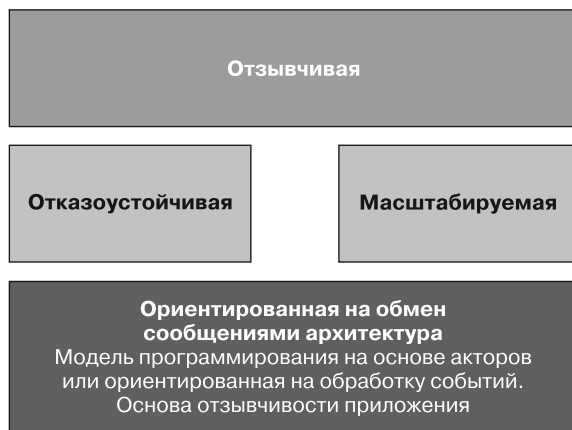 Отзывчивая
Отказоустойчивая
Масштабируемая
Ориентированная на обмен
сообщениями архитектура
Модель программирования на основе акторов
или ориентированная на обработку событий.
Основа отзывчивости приложения